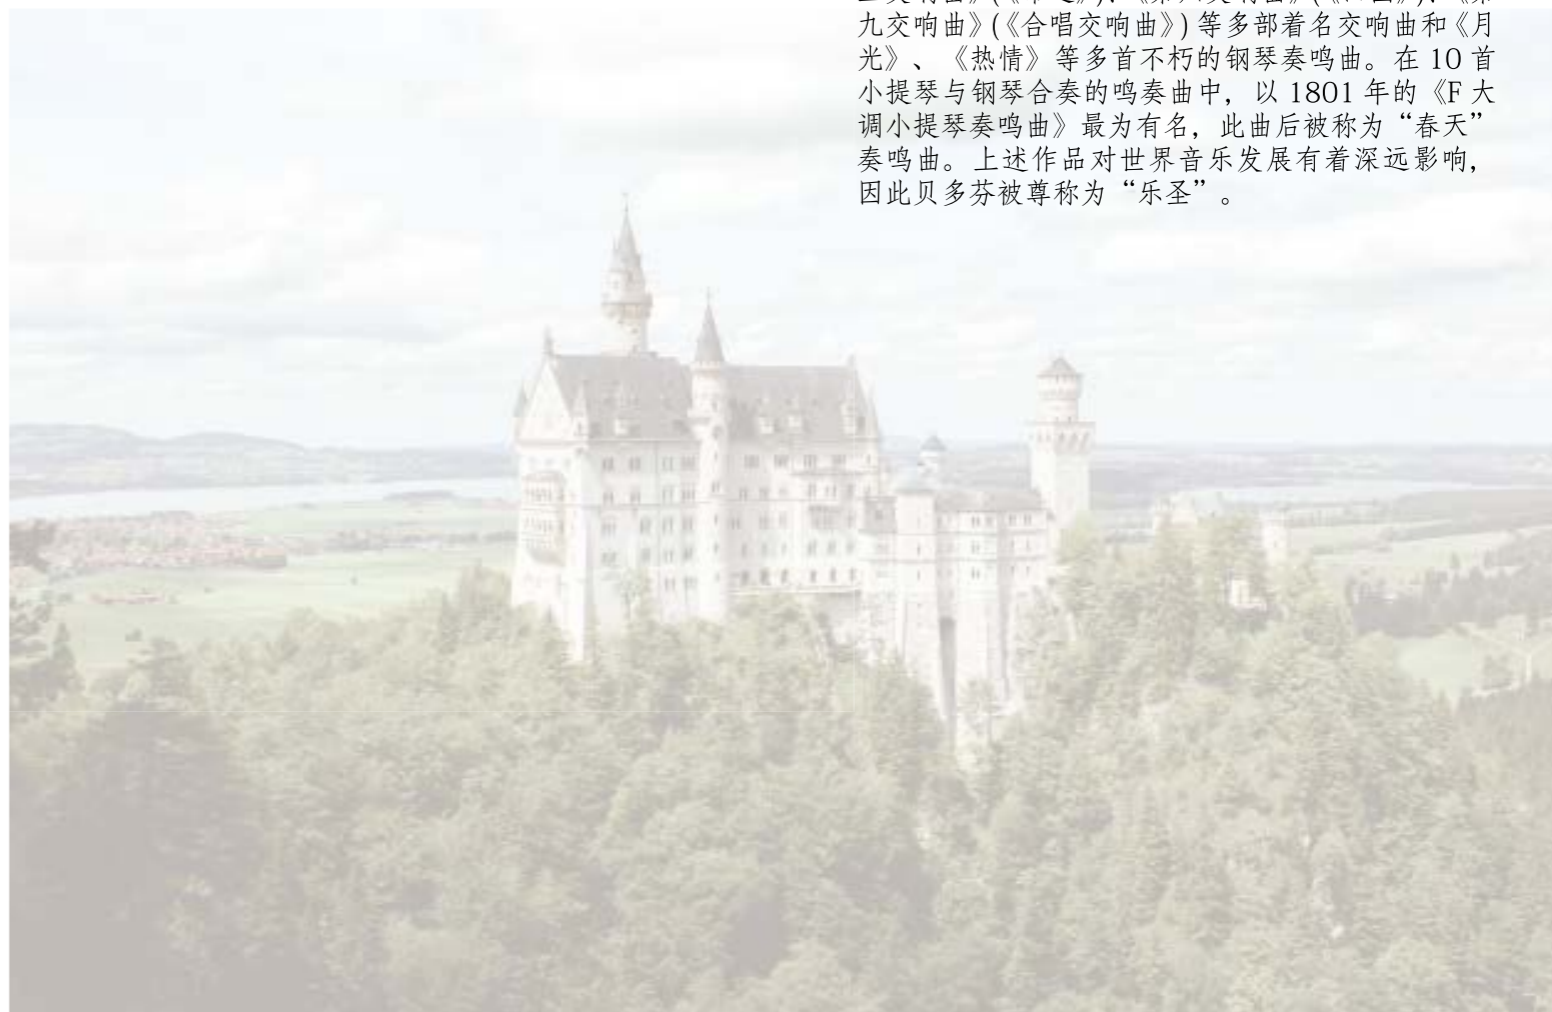 九交响曲》(《合唱交响曲》) 等多部着名交响曲和《月
光》、《热情》等多首不朽的钢琴奏鸣曲。在 10 首
小提琴与钢琴合奏的鸣奏曲中，以 1801 年的《F 大
调小提琴奏鸣曲》最为有名，此曲后被称为“春天”
奏鸣曲。上述作品对世界音乐发展有着深远影响，
因此贝多芬被尊称为“乐圣”。